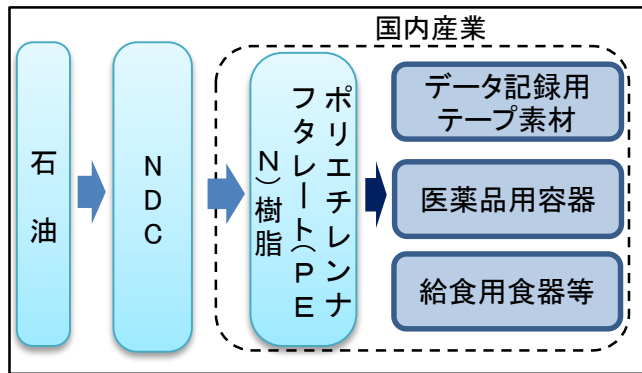 国内産業
石油
NDC
ポリエチレンナ
フタレート(PE
N)樹脂
データ記録用
テープ素材
医薬品用容器
給食用食器等